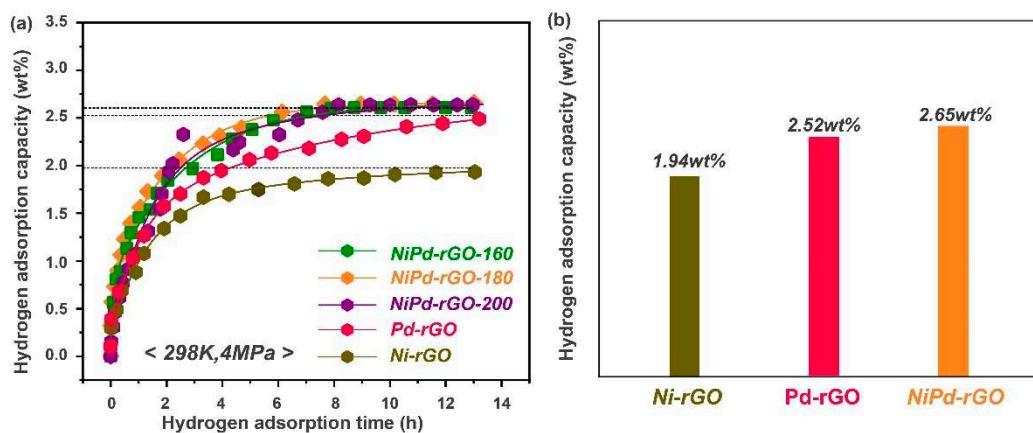 (a)
Hydrogen adsorption capacity (wt%)
3.5
3.0
2.5
2.0
1.5
1.0
0.5
0.0
NiPd-rGO-160
NiPd-rGO-180
NiPd-rGO-200
Pd-rGO
Ni-rGO
< 298K,4MPa >
0 2 4 6 8 10 12 14
Hydrogen adsorption time (h)
(b)
Hydrogen adsorption capacity (wt%)
1.94wt%
2.52wt%
2.65wt%
Ni-rGO
Pd-rGO
NiPd-rGO